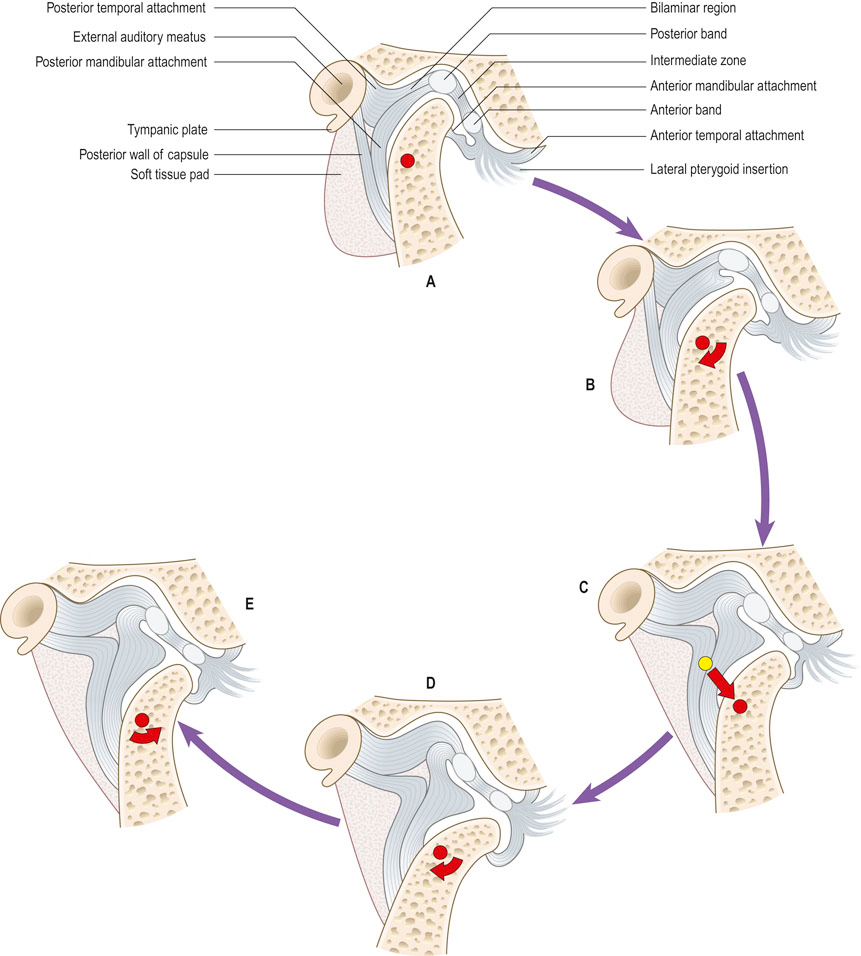 Posterior temporal attachment
External auditory meatus
Posterior mandibular attachment
Tympanic plate
Posterior wall of capsule
Soft tissue pad
Bilaminar region
Posterior band
Intermediate zone
Anterior mandibular attachment
Anterior band
Anterior temporal attachment
Lateral pterygoid insertion
A
B
C
D
E